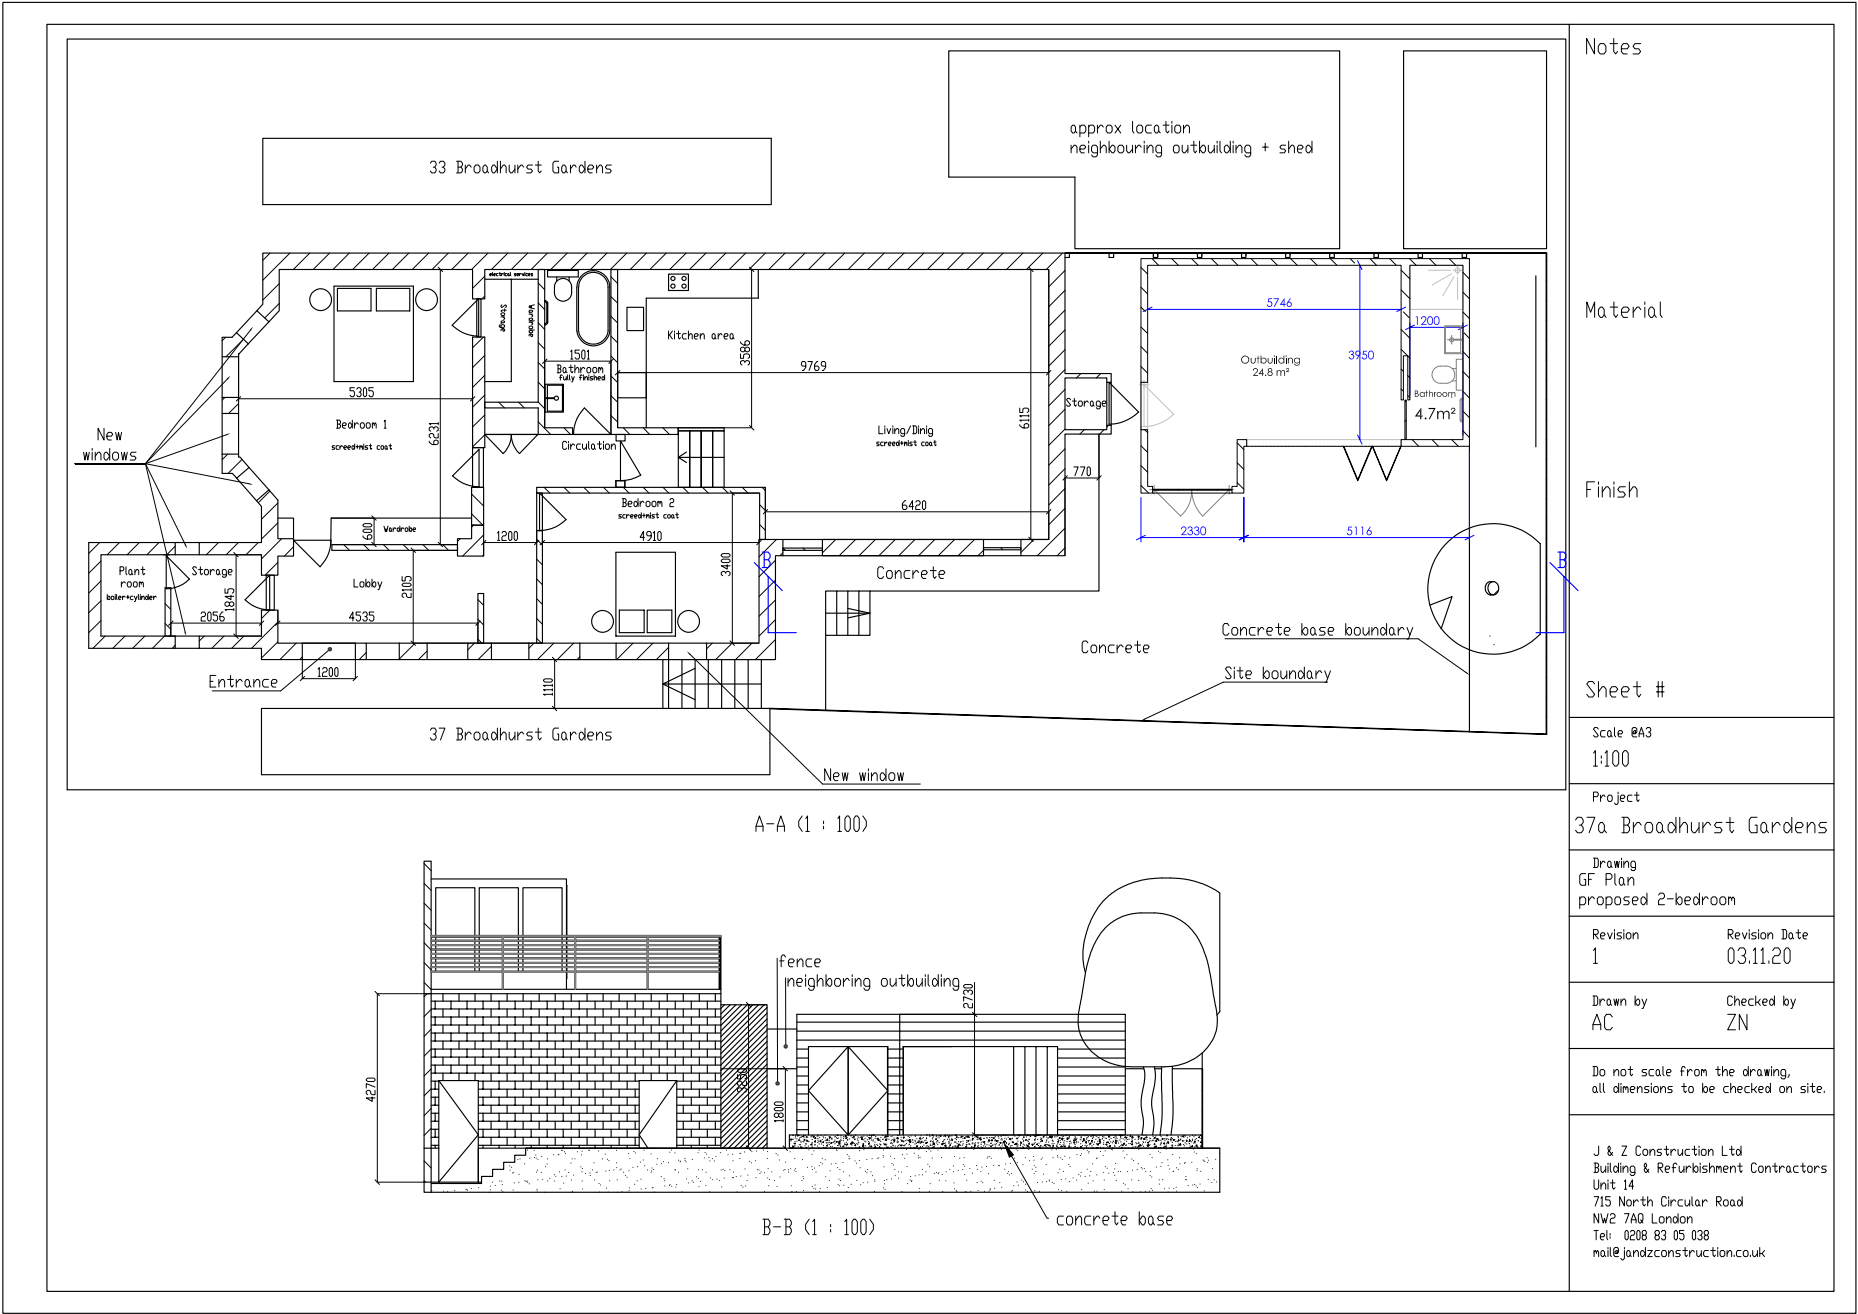 Notes
approx location
neighbouring outbuilding + shed
33 Broadhurst Gardens
electrical services
Storage
Wardrobe
Kitchen area
3586
1501
Bathroom
fully finished
9769
5305
Bedroom 1
screed+mist coat
6231
Living/Dinig
screed+mist coat
6115
Circulation
Storage
770
5746
1200
3950
Outbuilding
24.8 m²
Bathroom
4.7m²
New
windows
Bedroom 2
screed+mist coat
6420
600
Wardrobe
1200
4910
3400
2330
5116
B
B
Plant
room
boiler+cylinder
Storage
1845
2056
Lobby
2105
4535
Concrete
Concrete
Concrete base boundary
Site boundary
Entrance
1200
1110
37 Broadhurst Gardens
New window
A-A (1 : 100)
fence
neighboring outbuilding
2730
4270
3250
1800
concrete base
B-B (1 : 100)
Material
Finish
Sheet #
Scale @A3
1:100
Project
37a Broadhurst Gardens
Drawing
GF Plan
proposed 2-bedroom
Revision
Revision Date
1
03.11.20
Drawn by
Checked by
AC
ZN
Do not scale from the drawing,
all dimensions to be checked on site.
J & Z Construction Ltd
Building & Refurbishment Contractors
Unit 14
715 North Circular Road
NW2 7AQ London
Tel: 0208 83 05 038
mail@jandzconstruction.co.uk